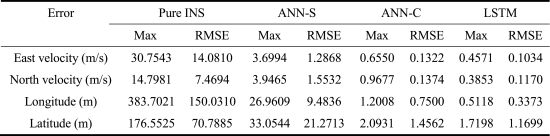 Error Pure INS ANN-S ANN-C LSTM
Max RMSE Max RMSE Max RMSE Max RMSE
East velocity (m/s) 30.7543 14.0810 3.6994 1.2868 0.6550 0.1322 0.4571 0.1034
North velocity (m/s) 14.7981 7.4694 3.9465 1.5532 0.9677 0.1374 0.3853 0.1170
Longitude (m) 383.7021 150.0310 26.9609 9.4836 1.2008 0.7500 0.5118 0.3373
Latitude (m) 176.5525 70.7885 33.0544 21.2713 2.0931 1.4562 1.7198 1.1699